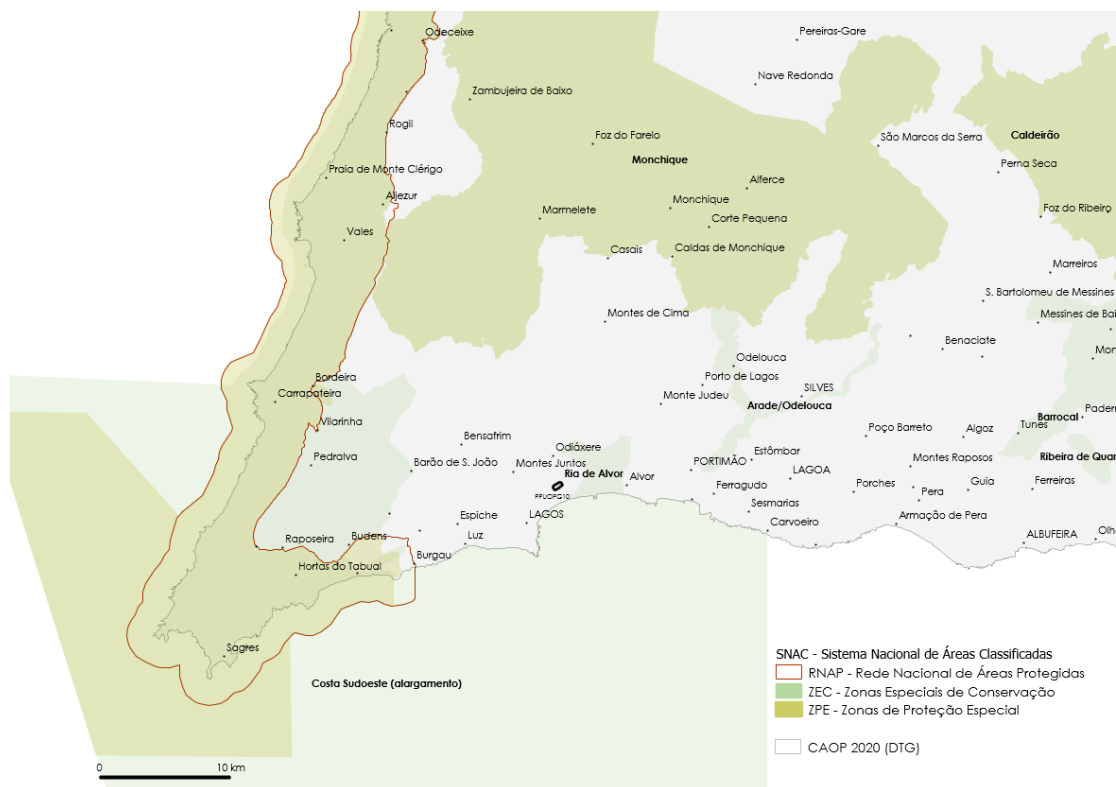 Odeceixe
Pereiras-Gare
Nave Redonda
Zambujeira de Baixo
Rogil
Foz do Farelo
São Marcos da Serra
Caldeirão
Monchique
Perna Seca
Praia de Monte Clérigo
Alferce
Aljezur
Monchique
Marmelete
Corte Pequena
Foz do Ribeiro
Vales
Casais
Caldas de Monchique
Marreiros
S. Bartolomeu de Messines
Montes de Cima
Messines de Bai
Benaciate
Mon
Odelouca
Bordeira
Porto de Lagos
SILVES
Carrapateira
Monte Judeu
Arade/Odelouca
Vilarinha
Barrocal
Padern
Poço Barreto
Algoz
Tunes
Bensafrim
Odiáxere
Estômbar
Pedralva
Barão de S. João
Montes Juntos
Ria de Alvor
PORTIMÃO
Montes Raposos
Ribeira de Quar
Alvor
LAGOA
Ferreiras
PPUOPG10
Ferragudo
Porches
Pera
Guia
Espiche
LAGOS
Sesmarias
Armação de Pera
Raposeira
Budens
Luz
Carvoeiro
ALBUFEIRA
Olh
Burgau
Hortas do Tabual
Sagres
Costa Sudoeste (alargamento)
SNAC - Sistema Nacional de Áreas Classificadas
RNAP - Rede Nacional de Áreas Protegidas
ZEC - Zonas Especiais de Conservação
ZPE - Zonas de Proteção Especial
CAOP 2020 (DTG)
0
10 km